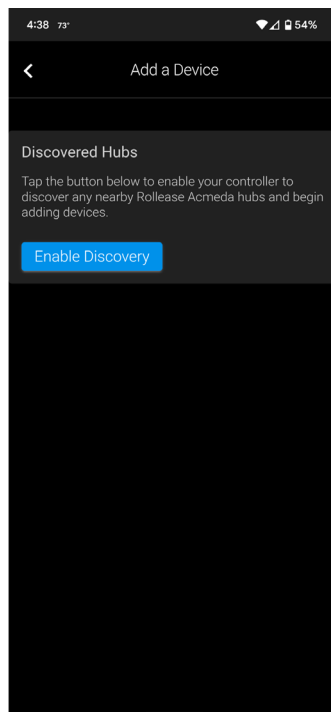 4:38 73° 54%
Add a Device
Discovered Hubs
Tap the button below to enable your controller to
discover any nearby Rollease Acmeda hubs and begin
adding devices.
Enable Discovery